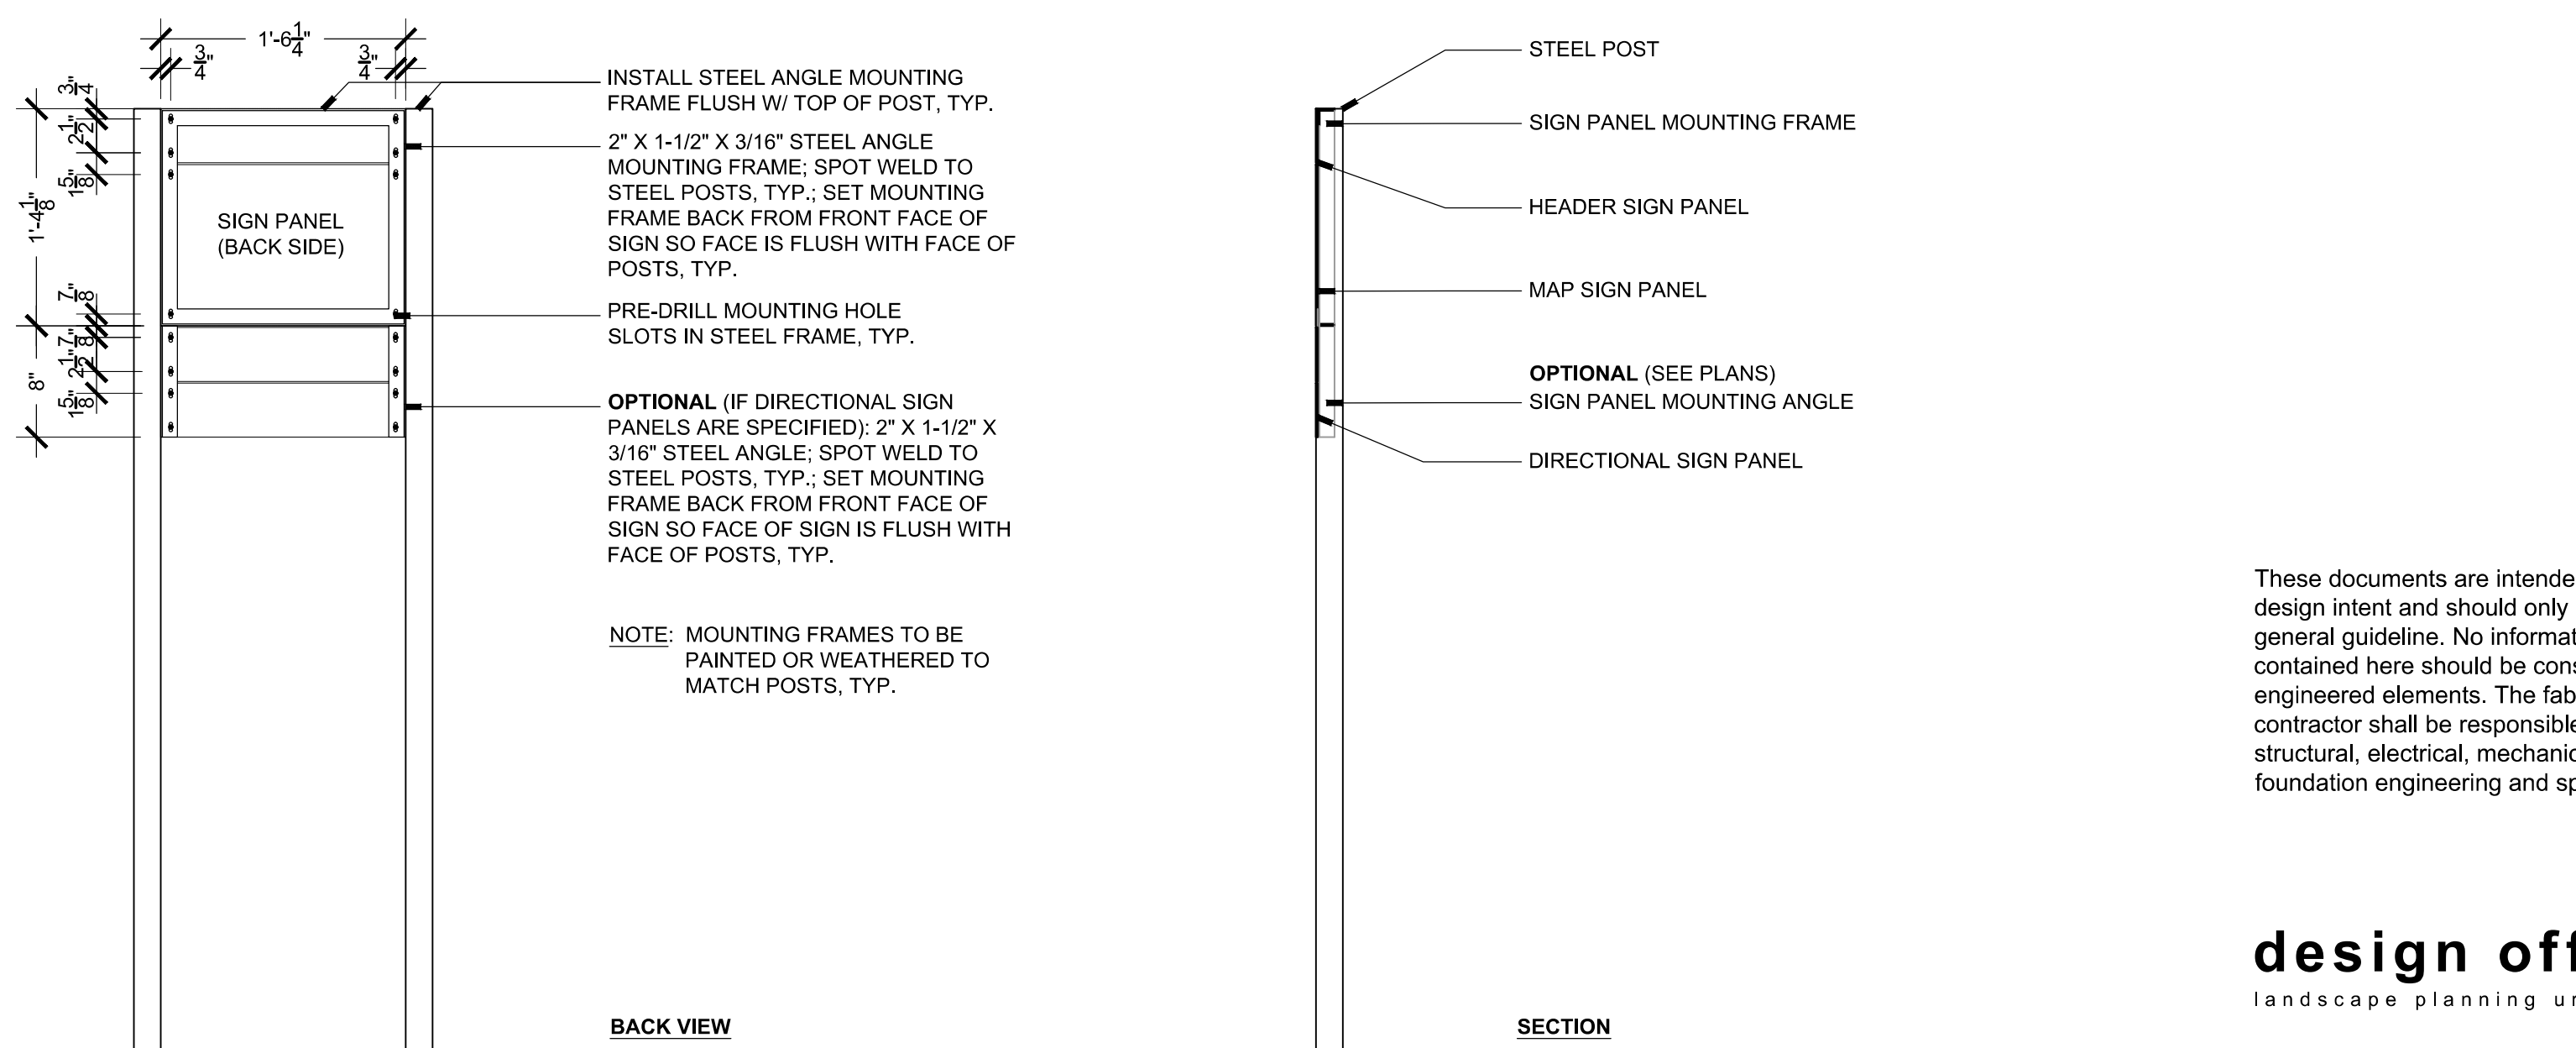 1'-6 1/4"
3/4"
3/4"
3/4"
2 1/2"
1 5/8"
1'-4 1/8"
7/8"
7/8"
2 1/2"
1 5/8"
8"
SIGN PANEL
(BACK SIDE)
INSTALL STEEL ANGLE MOUNTING
FRAME FLUSH W/ TOP OF POST, TYP.
2" X 1-1/2" X 3/16" STEEL ANGLE
MOUNTING FRAME; SPOT WELD TO
STEEL POSTS, TYP.; SET MOUNTING
FRAME BACK FROM FRONT FACE OF
SIGN SO FACE IS FLUSH WITH FACE OF
POSTS, TYP.
PRE-DRILL MOUNTING HOLE
SLOTS IN STEEL FRAME, TYP.
OPTIONAL (IF DIRECTIONAL SIGN
PANELS ARE SPECIFIED): 2" X 1-1/2" X
3/16" STEEL ANGLE; SPOT WELD TO
STEEL POSTS, TYP.; SET MOUNTING
FRAME BACK FROM FRONT FACE OF
SIGN SO FACE OF SIGN IS FLUSH WITH
FACE OF POSTS, TYP.
NOTE: MOUNTING FRAMES TO BE
PAINTED OR WEATHERED TO
MATCH POSTS, TYP.
BACK VIEW
STEEL POST
SIGN PANEL MOUNTING FRAME
HEADER SIGN PANEL
MAP SIGN PANEL
OPTIONAL (SEE PLANS)
SIGN PANEL MOUNTING ANGLE
DIRECTIONAL SIGN PANEL
SECTION
These documents are intende
design intent and should only
general guideline. No informat
contained here should be cons
engineered elements. The fab
contractor shall be responsible
structural, electrical, mechanic
foundation engineering and sp
design off
landscape planning ur